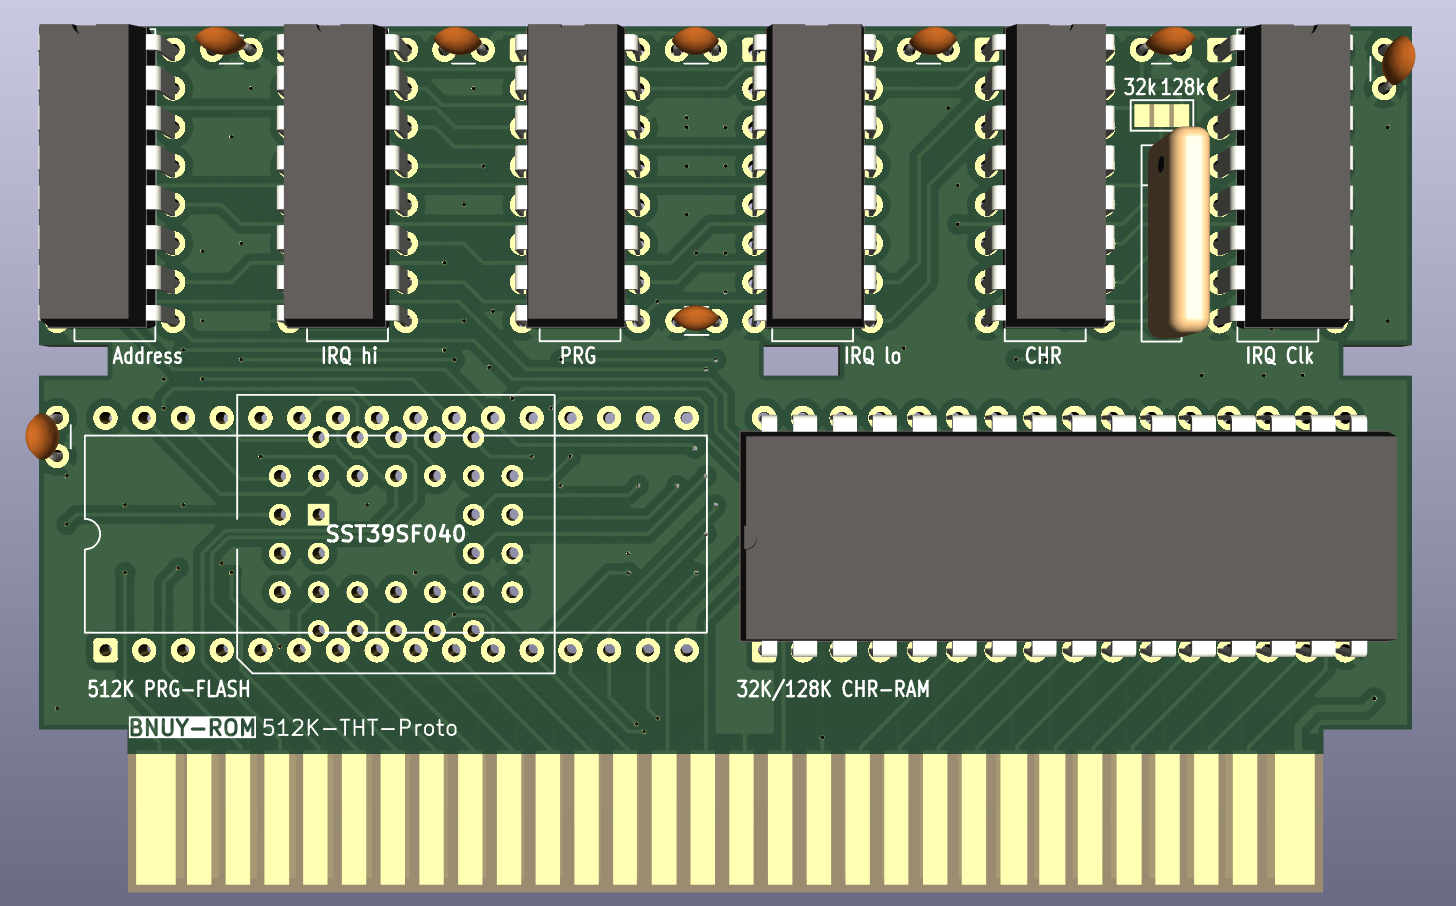 32k 128k
Address
IRQ hi
PRG
IRQ lo
CHR
IRQ Clk
SST39SF040
512K PRG-FLASH
32K/128K CHR-RAM
BNUY-ROM 512K-THT-Proto